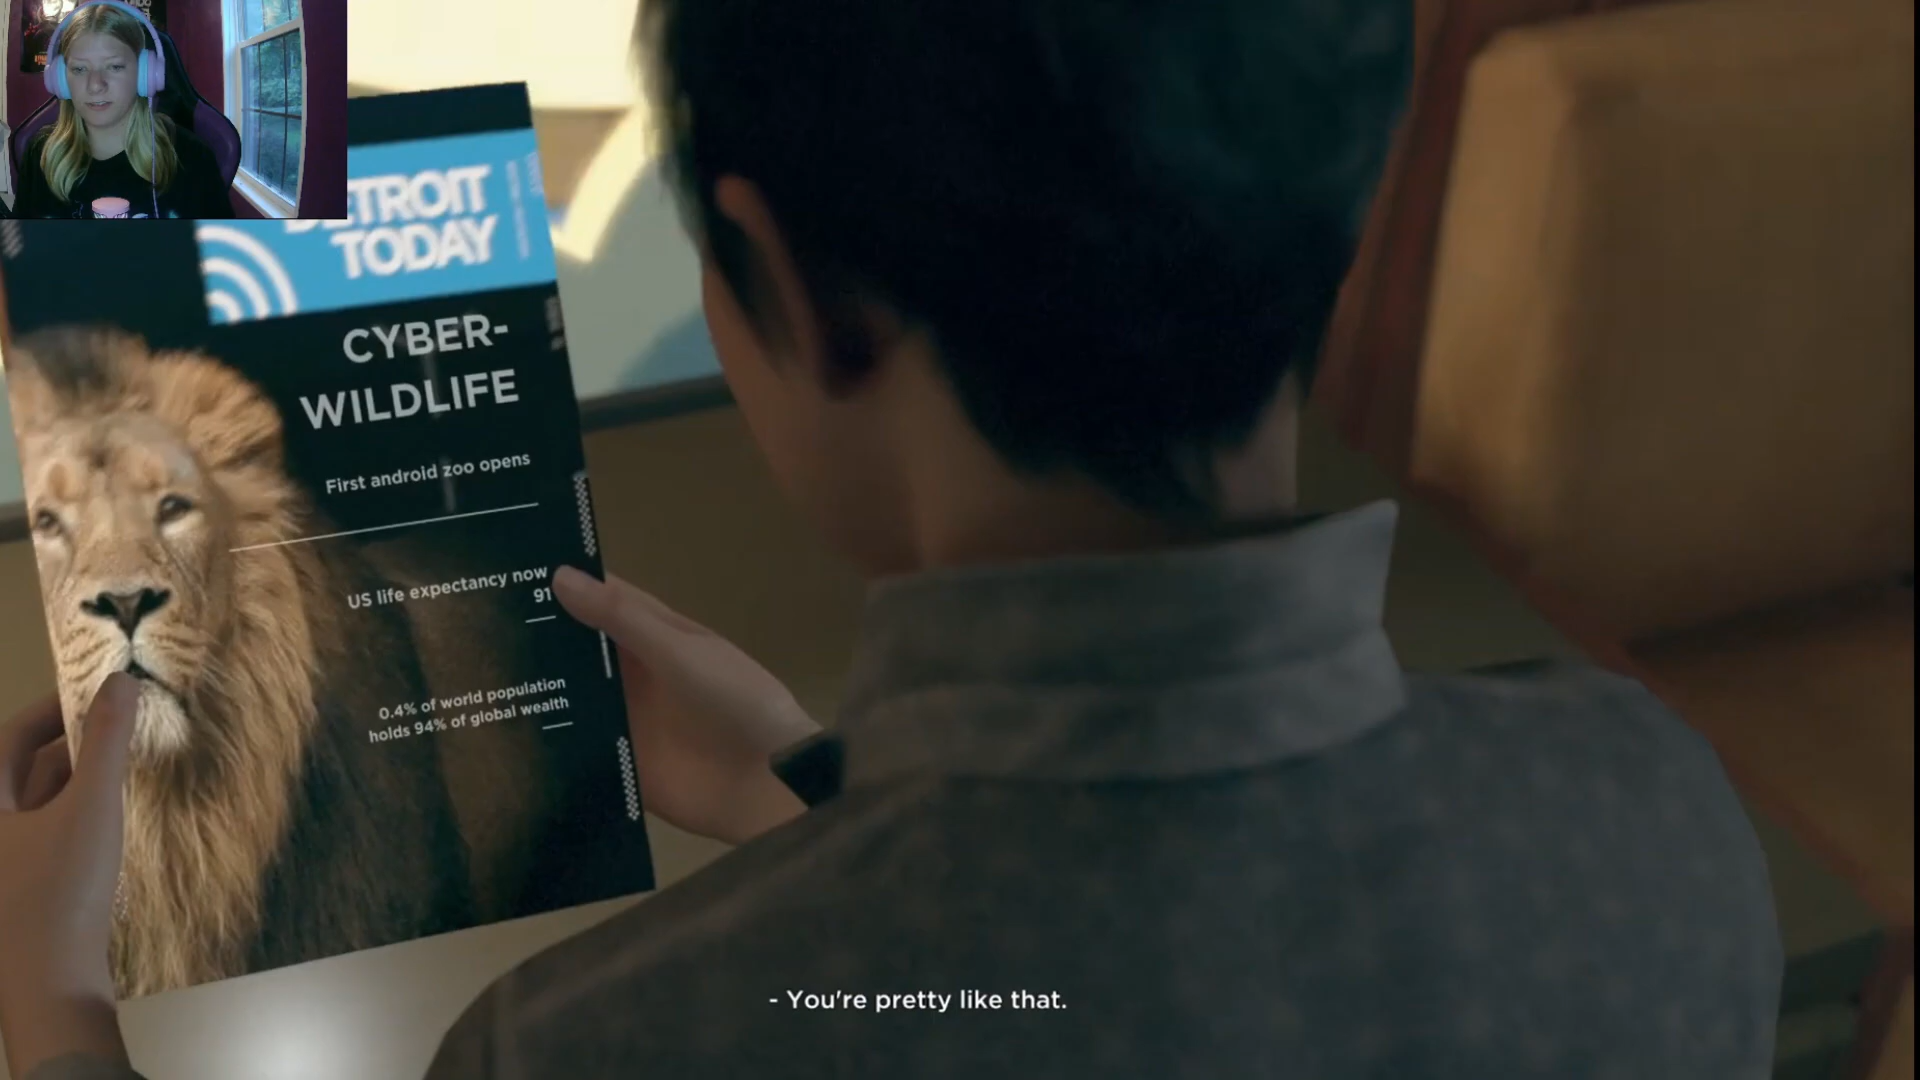 DETROIT
TODAY
CYBER-
WILDLIFE
First android zoo opens
US life expectancy now
91
0.4% of world population
holds 94% of global wealth
- You're pretty like that.